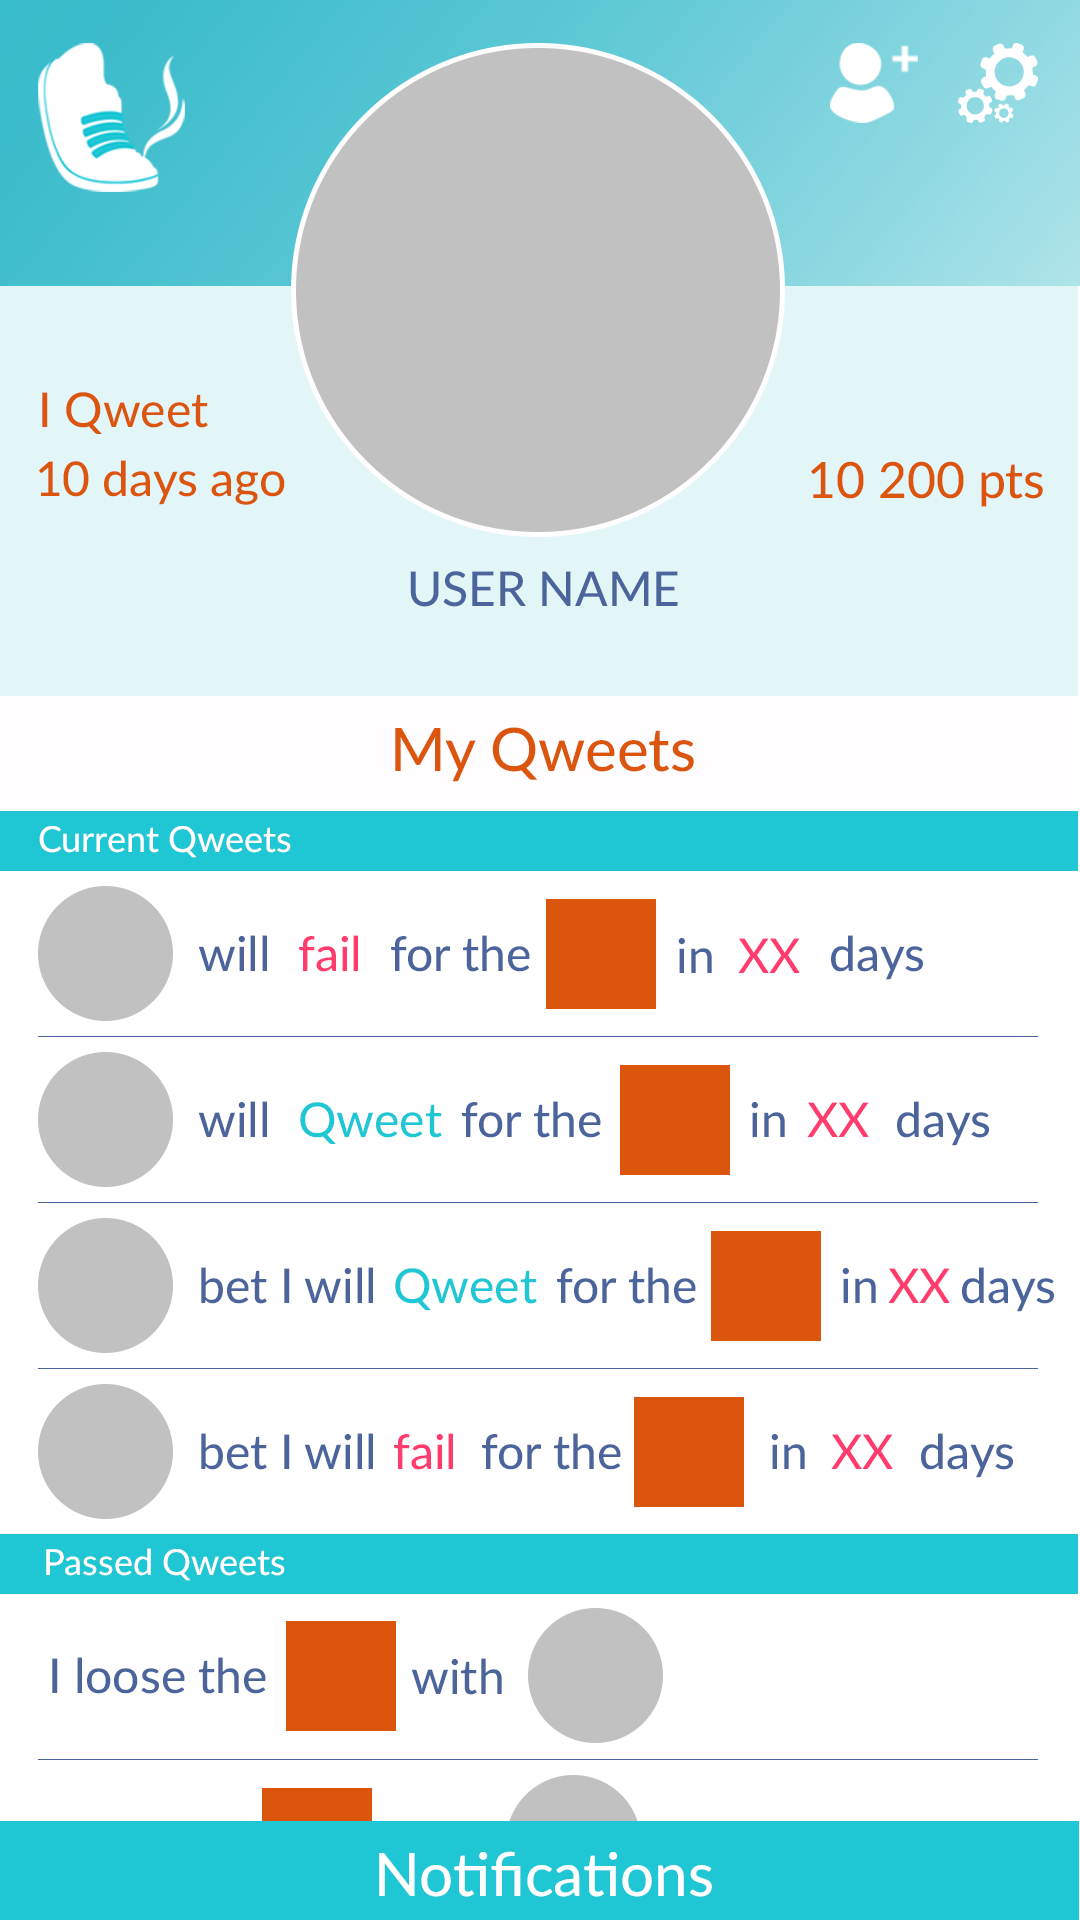 I Qweet
10 days ago
10 200 pts
USER NAME
My Qweets
Current Qweets
will fail for the in XX days
will Qweet for the in XX days
bet I will Qweet for the in XX days
bet I will fail for the in XX days
Passed Qweets
I loose the with
Notifications